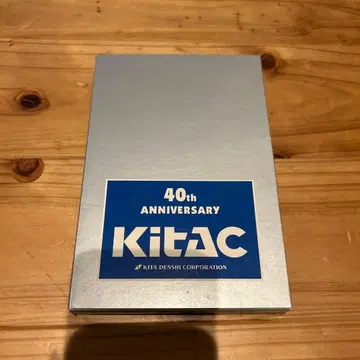 40th
ANNIVERSARY
KitAC
KITA DENSHI CORPORATION